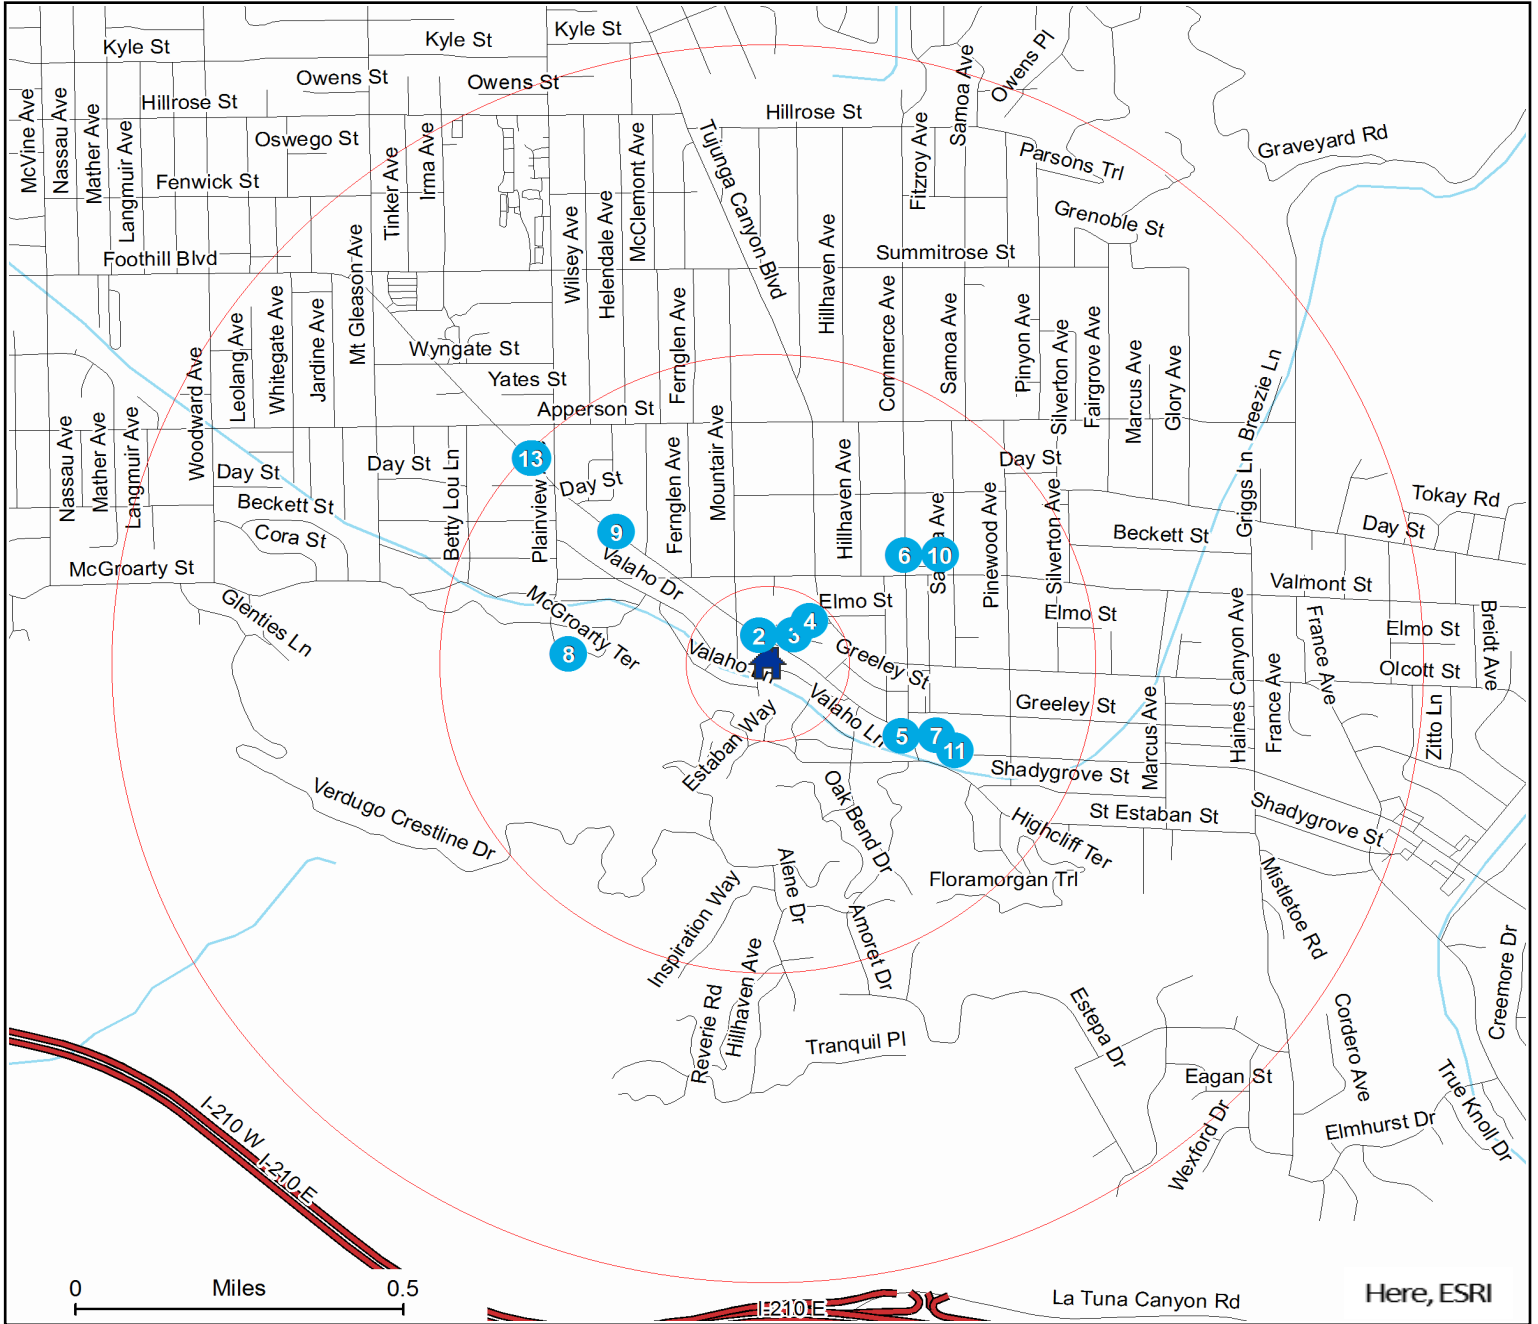 Kyle St
Kyle St
Kyle St
Owens St
Owens St
Owens Pl
Samoa Ave
Hillrose St
Hillrose St
McVine Ave
Nassau Ave
Mather Ave
Langmuir Ave
Oswego St
Fenwick St
Tinker Ave
Irma Ave
Tujunga Canyon Blvd
Fitzroy Ave
Parsons Trl
Graveyard Rd
McClemont Ave
Helendale Ave
Wilsey Ave
Grenoble St
Summitrose St
Foothill Blvd
Mt Gleason Ave
Hillhaven Ave
Commerce Ave
Samoa Ave
Pinyon Ave
Silverton Ave
Fairgrove Ave
Marcus Ave
Glory Ave
Breezie Ln
Woodward Ave
Leolang Ave
Whitegate Ave
Jardine Ave
Fernglen Ave
Wyngate St
Yates St
Apperson St
Nassau Ave
Mather Ave
Langmuir Ave
Day St
Day St
Betty Lou Ln
13
Plainview
Day St
Fernglen Ave
Mountain Ave
Hillhaven Ave
Day St
Griggs Ln
Tokay Rd
Day St
Beckett St
Cora St
9
Valaho Dr
6
10
Ave
Pinewood Ave
Silverton Ave
Beckett St
McGroarty St
Valmont St
Glenties Ln
McGroarty Ter
8
Elmo St
Elmo St
Elmo St
2
3
4
Valaho
Greeley St
Olcott St
Haines Canyon Ave
France Ave
France Ave
Breidt Ave
Valaho Ln
Greeley St
5
7
11
Estaban Way
Marcus Ave
Zitto Ln
Shadygrove St
Verdugo Crestline Dr
Oak Bend Dr
Highcliff Ter
St Estaban St
Shadygrove St
Alene Dr
Inspiration Way
Floramorgan Trl
Mistletoe Rd
Amoret Dr
Hillhaven Ave
Reverie Rd
Tranquil Pl
Estepa Dr
Cordero Ave
Creemore Dr
Eagan St
Wexford Dr
Elmhurst Dr
True Knoll Dr
I-210 W
I-210 E
0 Miles 0.5
I-210 E
La Tuna Canyon Rd
Here, ESRI